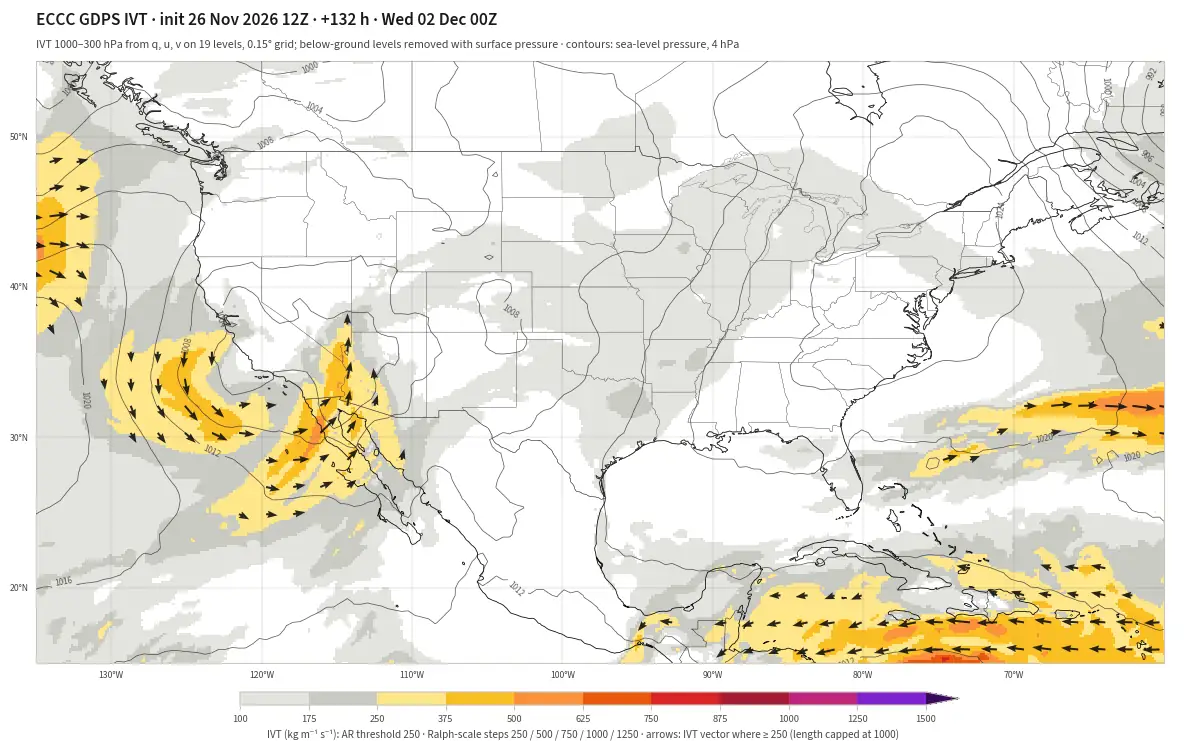 ECCC GDPS IVT · init 26 Nov 2026 12Z · +132 h · Wed 02 Dec 00Z
IVT 1000–300 hPa from q, u, v on 19 levels, 0.15° grid; below-ground levels removed with surface pressure · contours: sea-level pressure, 4 hPa
1000
1004
1008
1000
992
996
1004
50°N
1024
1012
40°N
1008
1008
1020
30°N
1012
1020
1020
20°N
1016
1012
1012
130°W 120°W 110°W 100°W 90°W 80°W 70°W
100 175 250 375 500 625 750 875 1000 1250 1500
IVT (kg m⁻¹ s⁻¹): AR threshold 250 · Ralph-scale steps 250 / 500 / 750 / 1000 / 1250 · arrows: IVT vector where ≥ 250 (length capped at 1000)